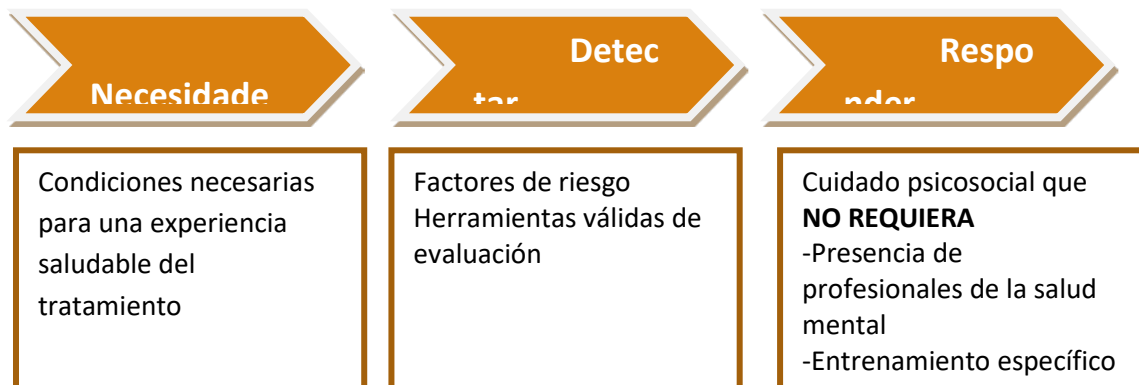 Necesidade
Detec
tar
Respo
nder
Condiciones necesarias
para una experiencia
saludable del
tratamiento
Factores de riesgo
Herramientas válidas de
evaluación
Cuidado psicosocial que
NO REQUIERA
-Presencia de
profesionales de la salud
mental
-Entrenamiento específico